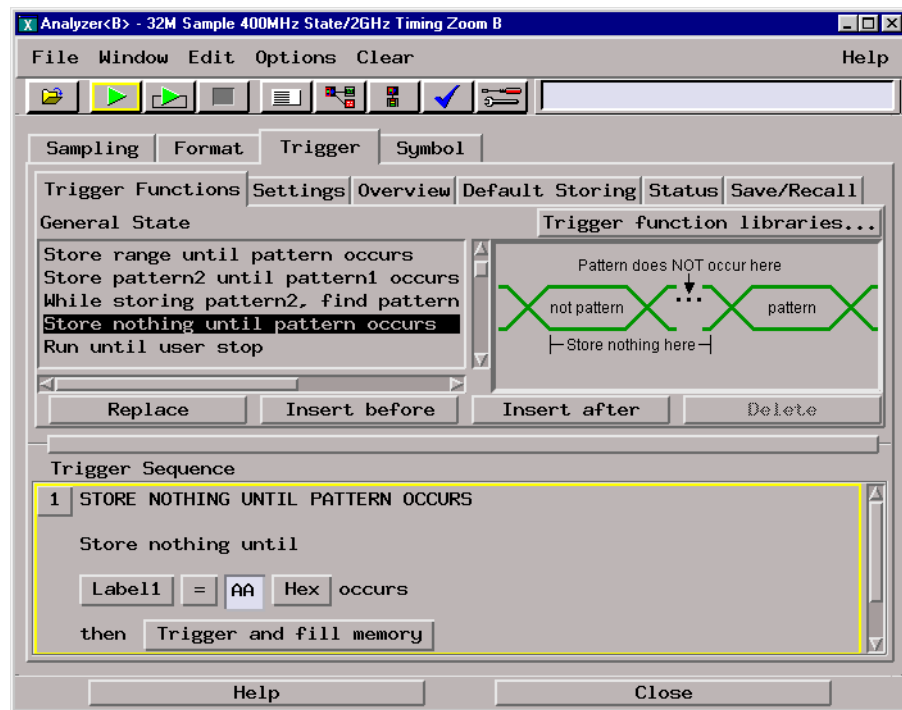 X Analyzer<B> - 32M Sample 400MHz State/2GHz Timing Zoom B
File Window Edit Options Clear Help
Sampling Format Trigger Symbol
Trigger Functions Settings Overview Default Storing Status Save/Recall
General State
Trigger function libraries...
Store range until pattern occurs
Store pattern2 until pattern1 occurs
While storing pattern2, find pattern
Store nothing until pattern occurs
Run until user stop
Pattern does NOT occur here
not pattern ... pattern
Store nothing here
Replace Insert before Insert after Delete
Trigger Sequence
1 STORE NOTHING UNTIL PATTERN OCCURS
Store nothing until
Label1 = AA Hex occurs
then Trigger and fill memory
Help Close